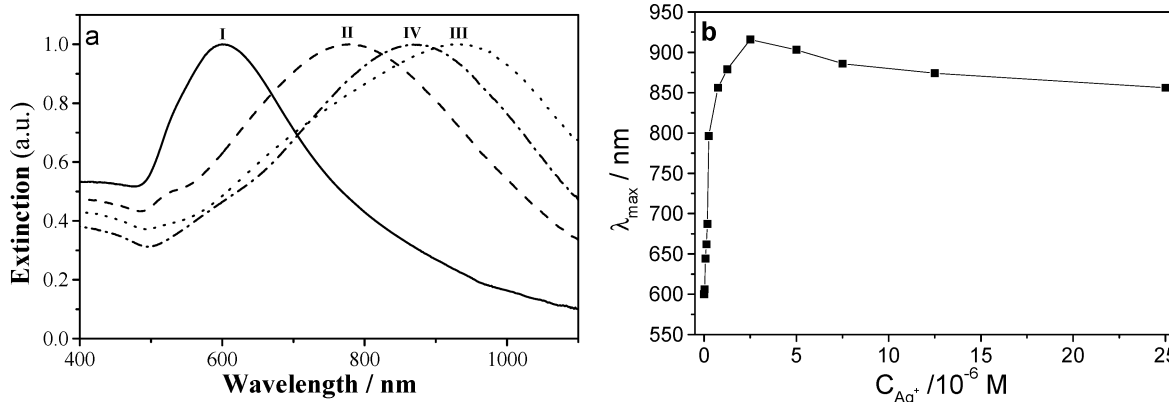 a
I
II
IV
III
Extinction (a.u.)
1.0
0.8
0.6
0.4
0.2
0.0
400
600
800
1000
Wavelength / nm
b
λmax / nm
950
900
850
800
750
700
650
600
550
0
5
10
15
20
25
CAg+ /10-6 M